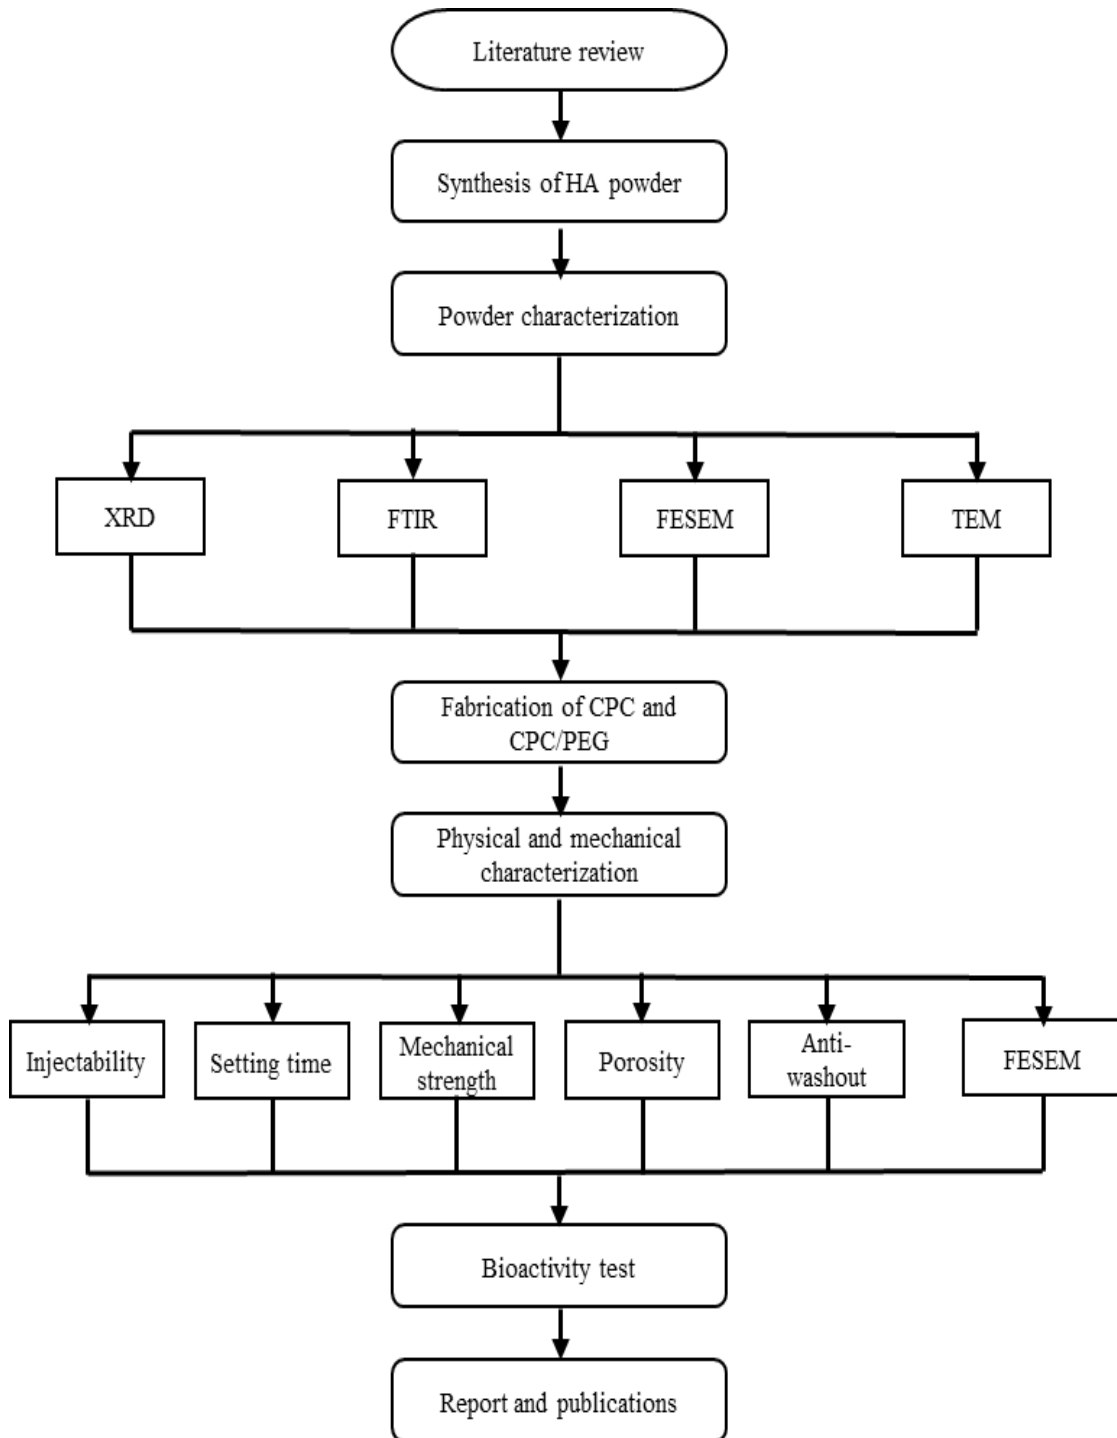 Literature review
Synthesis of HA powder
Powder characterization
XRD
FTIR
FESEM
TEM
Fabrication of CPC and
CPC/PEG
Physical and mechanical
characterization
Injectability
Setting time
Mechanical
strength
Porosity
Anti-
washout
FESEM
Bioactivity test
Report and publications